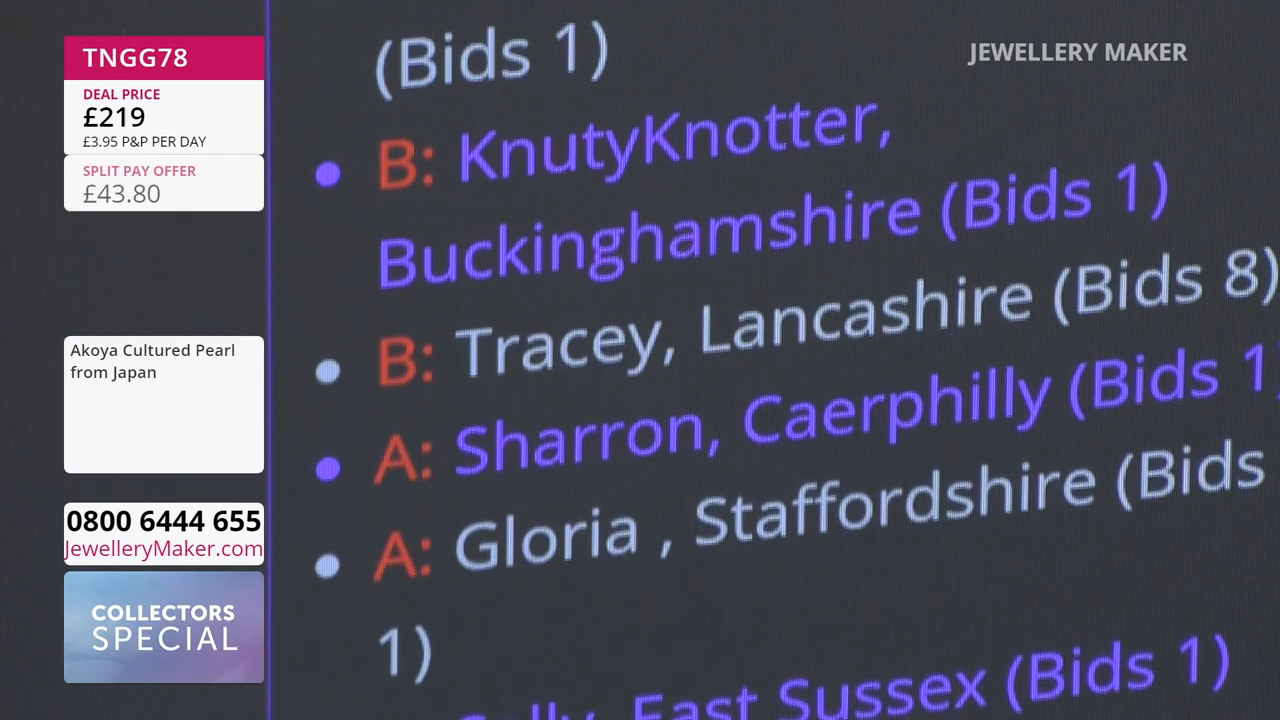 TNGG78
DEAL PRICE
£219
£3.95 P&P PER DAY
SPLIT PAY OFFER
£43.80
Akoya Cultured Pearl
from Japan
0800 6444 655
JewelleryMaker.com
COLLECTORS
SPECIAL
JEWELLERY MAKER
(Bids 1)
• B: KnutyKnotter,
Buckinghamshire (Bids 1)
• B: Tracey, Lancashire (Bids 8)
• A: Sharron, Caerphilly (Bids 1)
• A: Gloria , Staffordshire (Bids
1)
East Sussex (Bids 1)